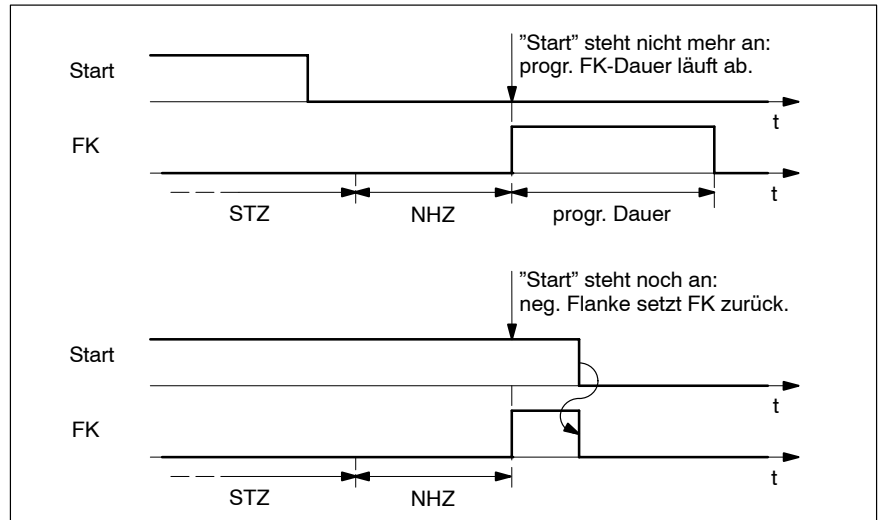 ”Start” steht nicht mehr an:
progr. FK-Dauer läuft ab.
Start
t
FK
t
STZ
NHZ
progr. Dauer
”Start” steht noch an:
neg. Flanke setzt FK zurück.
Start
t
FK
t
STZ
NHZ